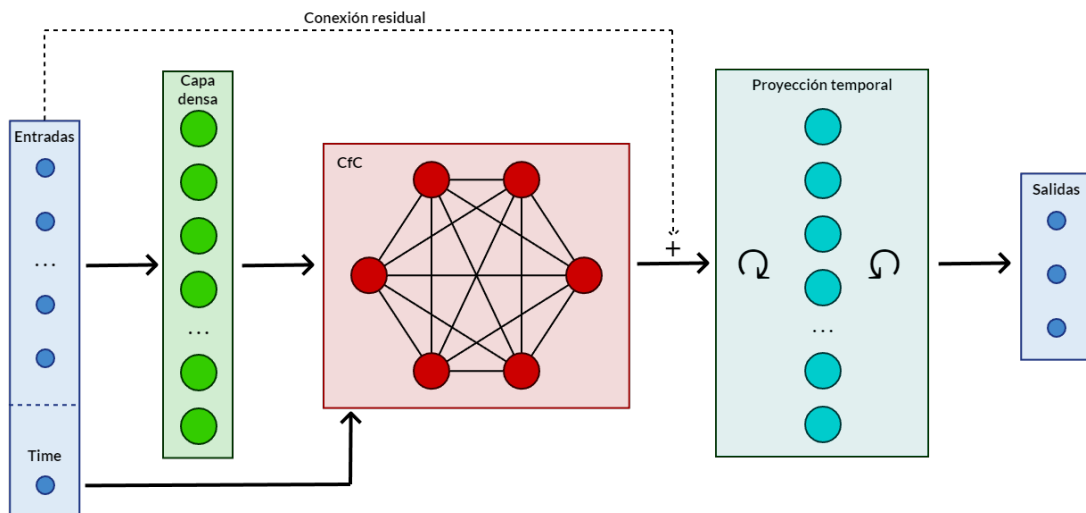 Conexión residual
Capa
densa
Proyección temporal
Entradas
CfC
Salidas
...
+
...
...
Time